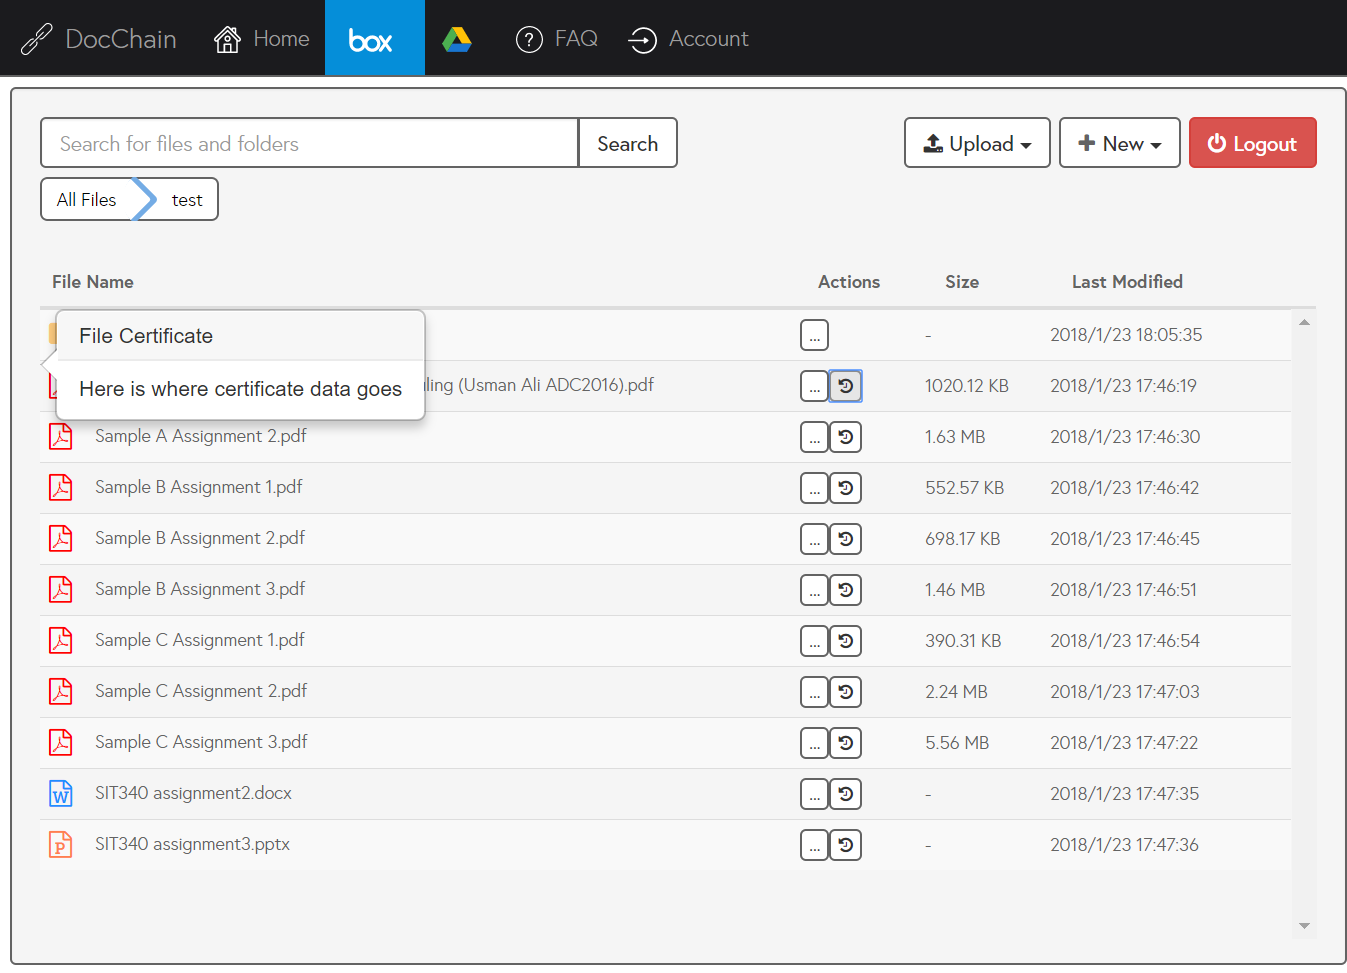 DocChain Home box FAQ Account
Search for files and folders Search Upload New Logout
All Files test
File Name Actions Size Last Modified
File Certificate ... - 2018/1/23 18:05:35
Here is where certificate data goes (Usman Ali ADC2016).pdf ... 1020.12 KB 2018/1/23 17:46:19
Sample A Assignment 2.pdf ... 1.63 MB 2018/1/23 17:46:30
Sample B Assignment 1.pdf ... 552.57 KB 2018/1/23 17:46:42
Sample B Assignment 2.pdf ... 698.17 KB 2018/1/23 17:46:45
Sample B Assignment 3.pdf ... 1.46 MB 2018/1/23 17:46:51
Sample C Assignment 1.pdf ... 390.31 KB 2018/1/23 17:46:54
Sample C Assignment 2.pdf ... 2.24 MB 2018/1/23 17:47:03
Sample C Assignment 3.pdf ... 5.56 MB 2018/1/23 17:47:22
W SIT340 assignment2.docx ... - 2018/1/23 17:47:35
P SIT340 assignment3.pptx ... - 2018/1/23 17:47:36